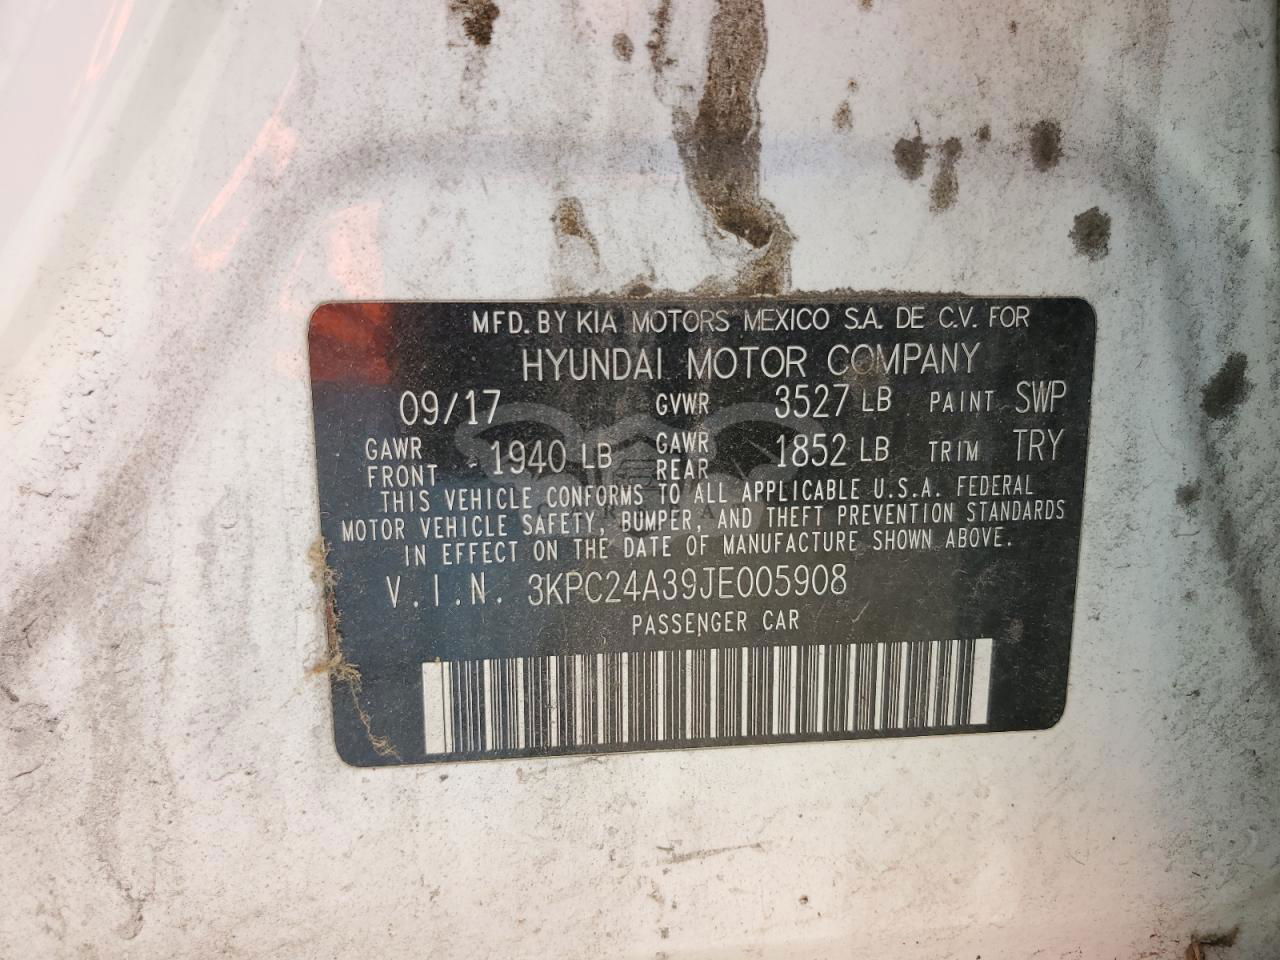 MFD. BY KIA MOTORS MEXICO S.A. DE C.V. FOR
HYUNDAI MOTOR COMPANY
09/17 GVWR 3527 LB PAINT SWP
GAWR FRONT 1940 LB GAWR REAR 1852 LB TRIM TRY
THIS VEHICLE CONFORMS TO ALL APPLICABLE U.S.A. FEDERAL
MOTOR VEHICLE SAFETY, BUMPER, AND THEFT PREVENTION STANDARDS
IN EFFECT ON THE DATE OF MANUFACTURE SHOWN ABOVE.
V.I.N. 3KPC24A39JE005908
PASSENGER CAR